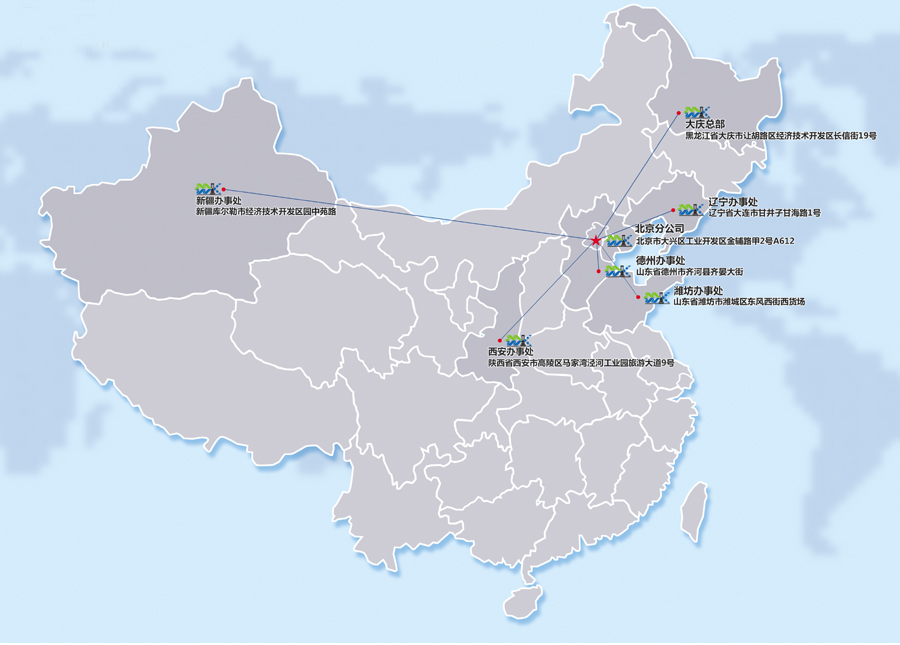 大庆总部
黑龙江省大庆市让胡路区经济技术开发区长信街19号
新疆办事处
新疆库尔勒市经济技术开发区园中苑路
辽宁办事处
辽宁省大连市甘井子甘海路1号
北京分公司
北京市大兴区工业开发区金辅路甲2号A612
德州办事处
山东省德州市齐河县齐晏大街
潍坊办事处
山东省潍坊市潍城区东风西街西货场
西安办事处
陕西省西安市高陵区马家湾泾河工业园旅游大道9号